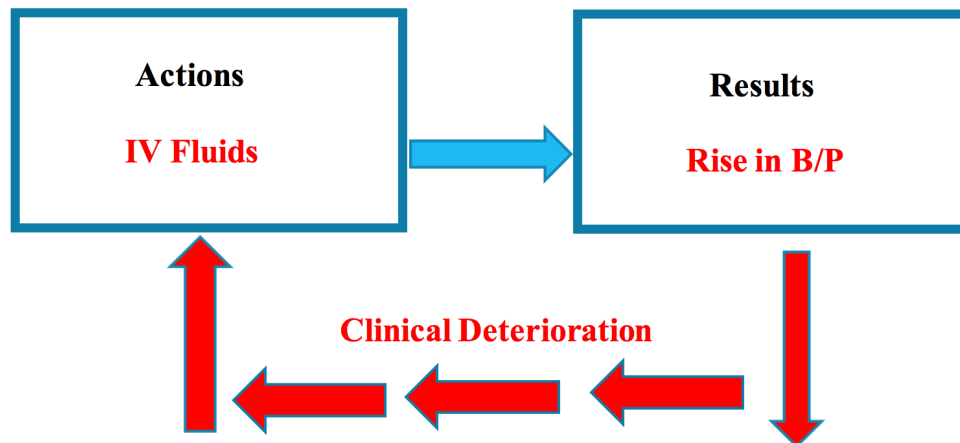 Actions
IV Fluids
Results
Rise in B/P
Clinical Deterioration